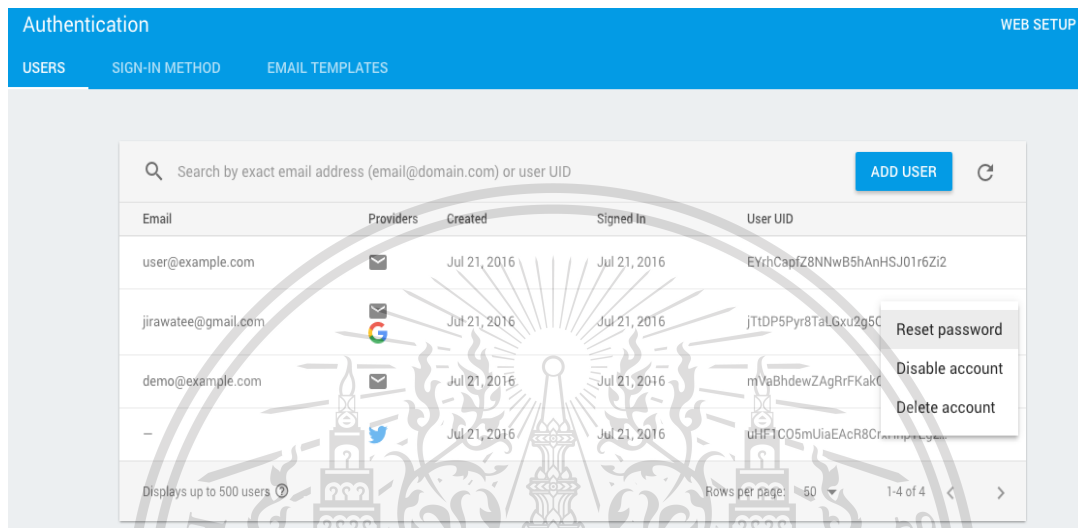 Authentication WEB SETUP
USERS SIGN-IN METHOD EMAIL TEMPLATES
Search by exact email address (email@domain.com) or user UID ADD USER
Email Providers Created Signed In User UID
user@example.com Jul 21, 2016 Jul 21, 2016 EYrhCapfZ8NNwB5hAnHSJ01r6Zi2
jirawatee@gmail.com Jul 21, 2016 Jul 21, 2016
Reset password
Disable account
demo@example.com Jul 21, 2016 Jul 21, 2016
Delete account
– Jul 21, 2016 Jul 21, 2016
Displays up to 500 users Rows per page: 50 1-4 of 4